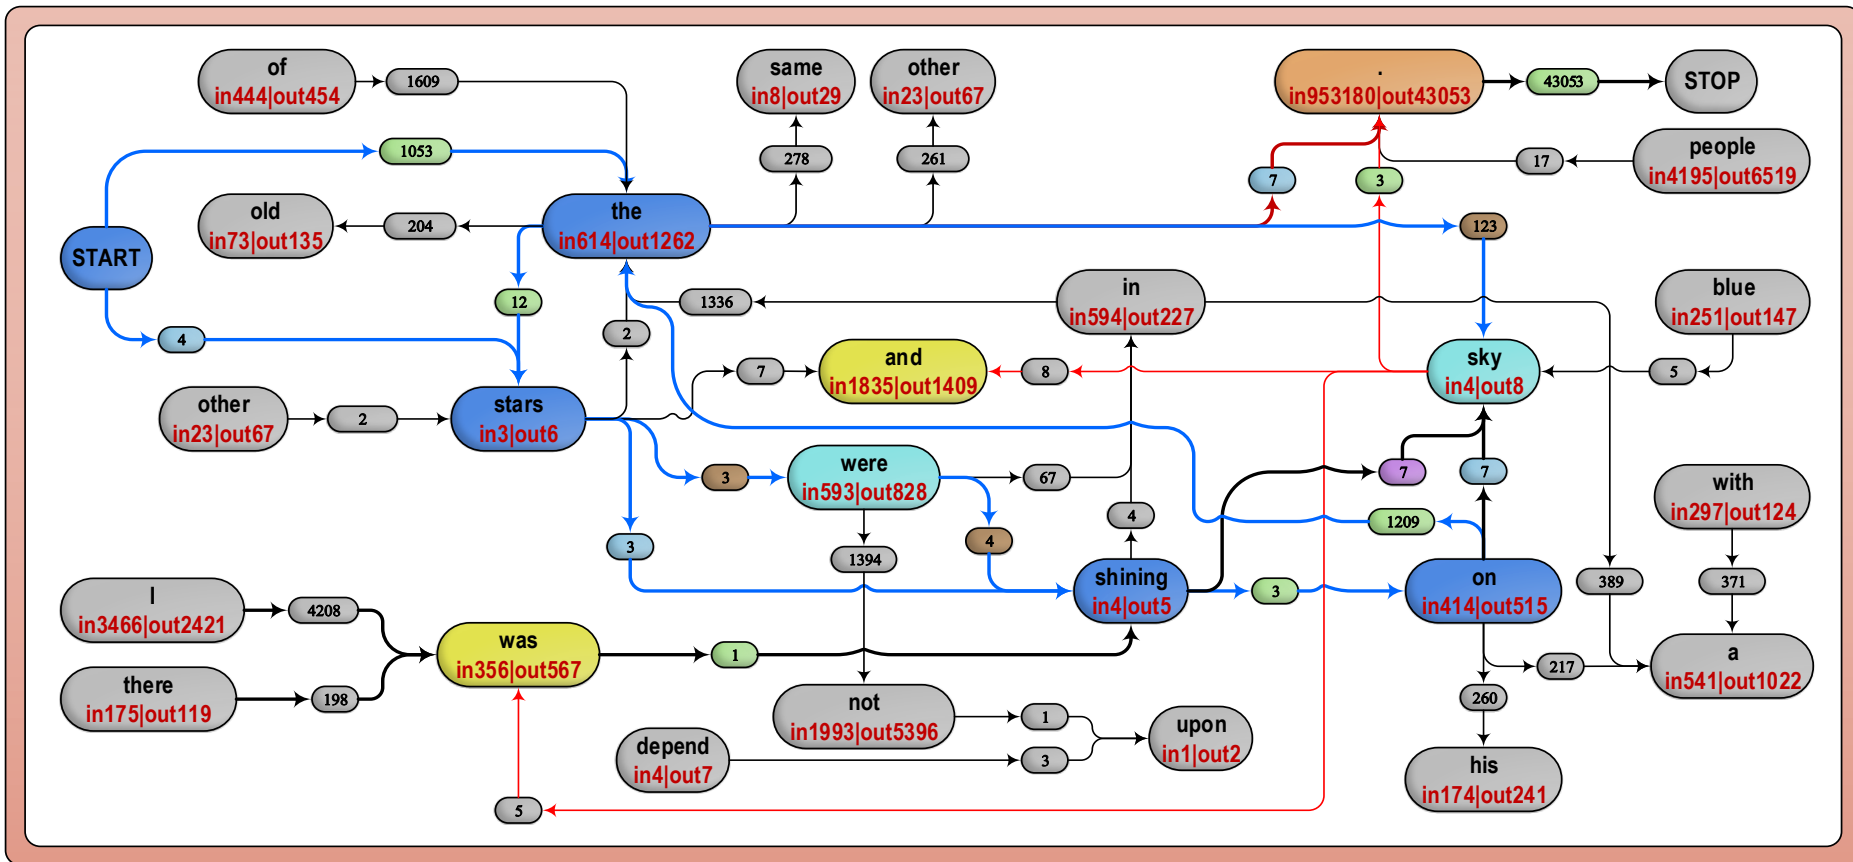 of
in444|out454
1609
same
in8|out29
other
in23|out67
.
in953180|out43053
43053
STOP
1053
278
261
7
3
17
people
in4195|out6519
old
in73|out135
204
the
in614|out1262
123
START
12
1336
in
in594|out227
blue
in251|out147
4
2
7
and
in1835|out1409
8
sky
in4|out8
5
other
in23|out67
2
stars
in3|out6
3
were
in593|out828
67
7
7
with
in297|out124
3
1394
4
4
1209
shining
in4|out5
3
on
in414|out515
389
371
I
in3466|out2421
4208
was
in356|out567
1
217
a
in541|out1022
there
in175|out119
198
not
in1993|out5396
1
upon
in1|out2
260
depend
in4|out7
3
his
in174|out241
5